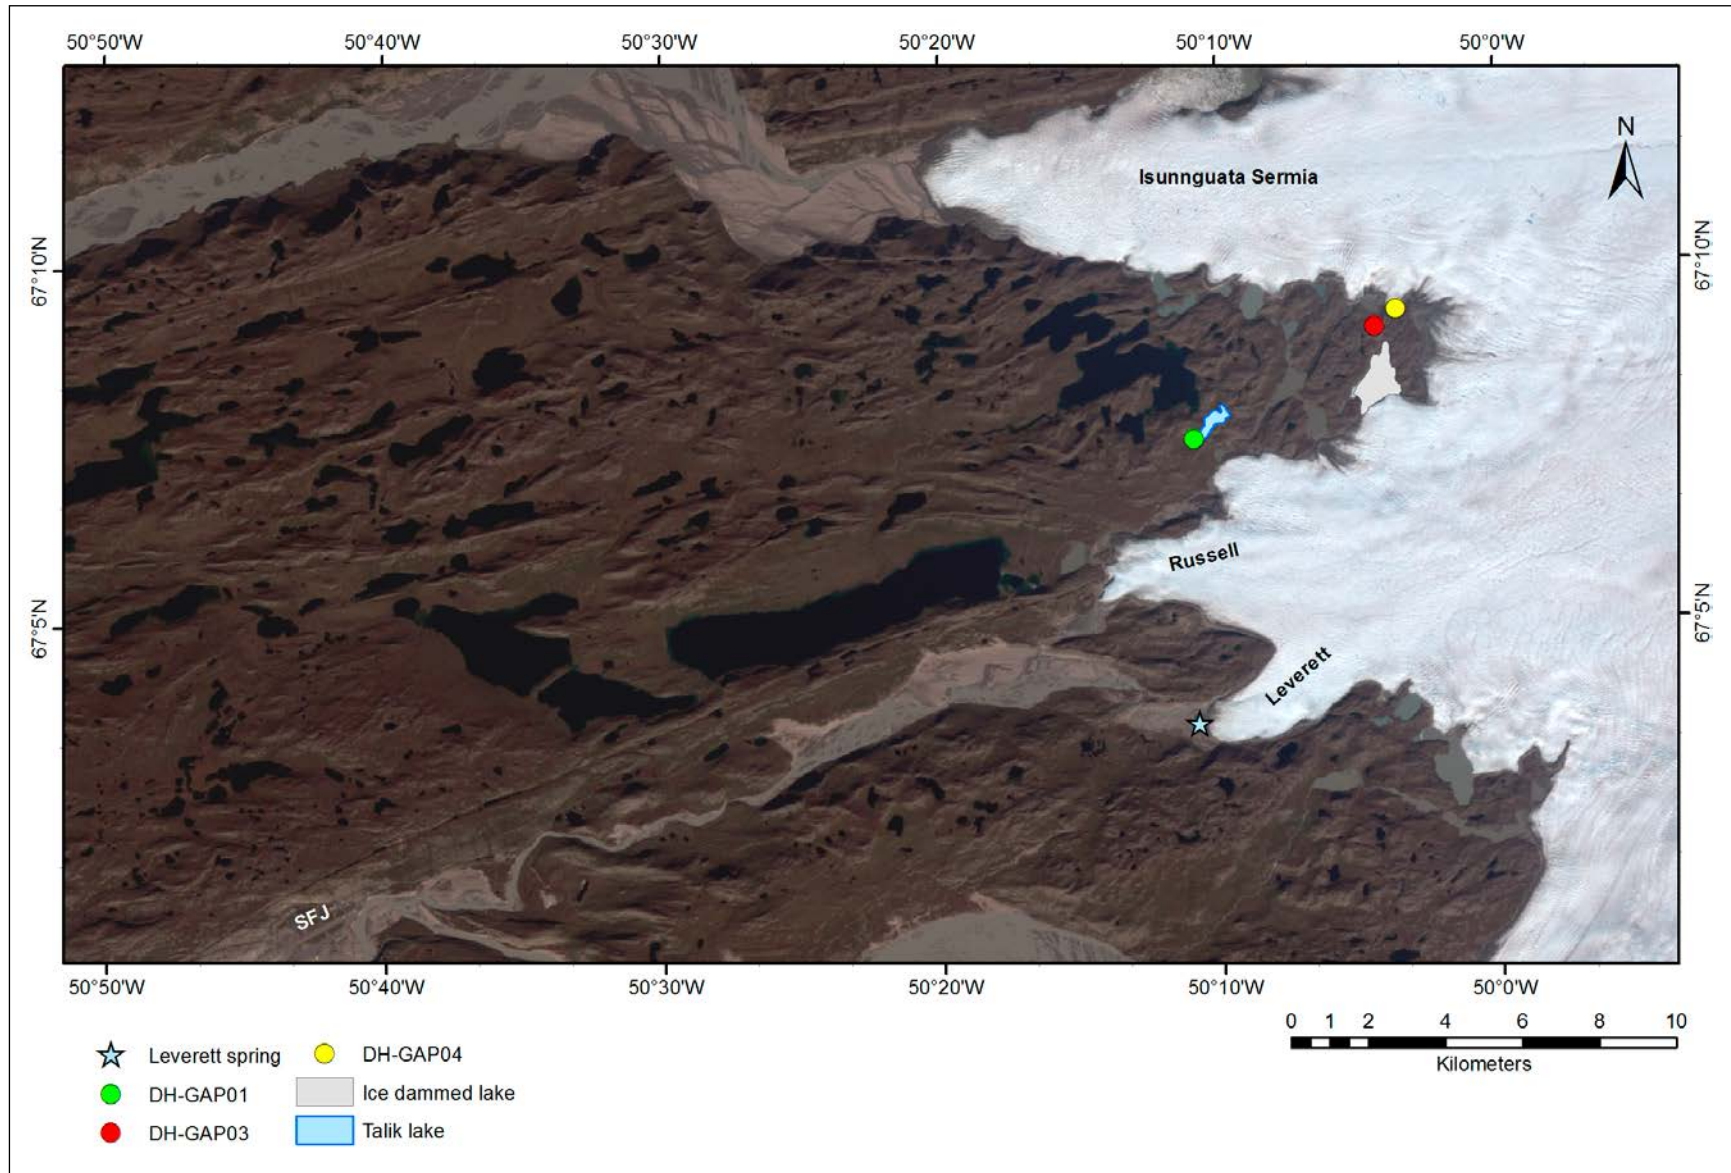 50°50'W 50°40'W 50°30'W 50°20'W 50°10'W 50°0'W
N
Isunnguata Sermia
67°10'N 67°10'N
Russell
67°5'N 67°5'N
Leverett
SFJ
50°50'W 50°40'W 50°30'W 50°20'W 50°10'W 50°0'W
0 1 2 4 6 8 10
Kilometers
Leverett spring DH-GAP04
DH-GAP01 Ice dammed lake
DH-GAP03 Talik lake